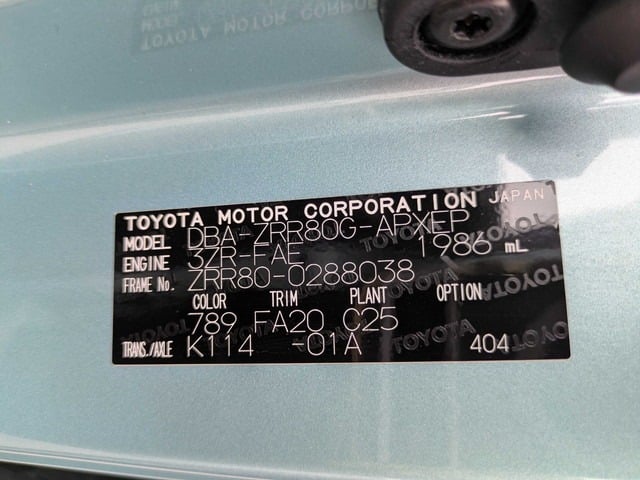 TOYOTA MOTOR CORPORATION JAPAN
MODEL DBA-ZRR80G-APXEP
ENGINE 3ZR-FAE 1986 mL
FRAME No. ZRR80-0288038
COLOR TRIM PLANT OPTION
789 FA20 C25
TRANS./AXLE K114 -01A 404